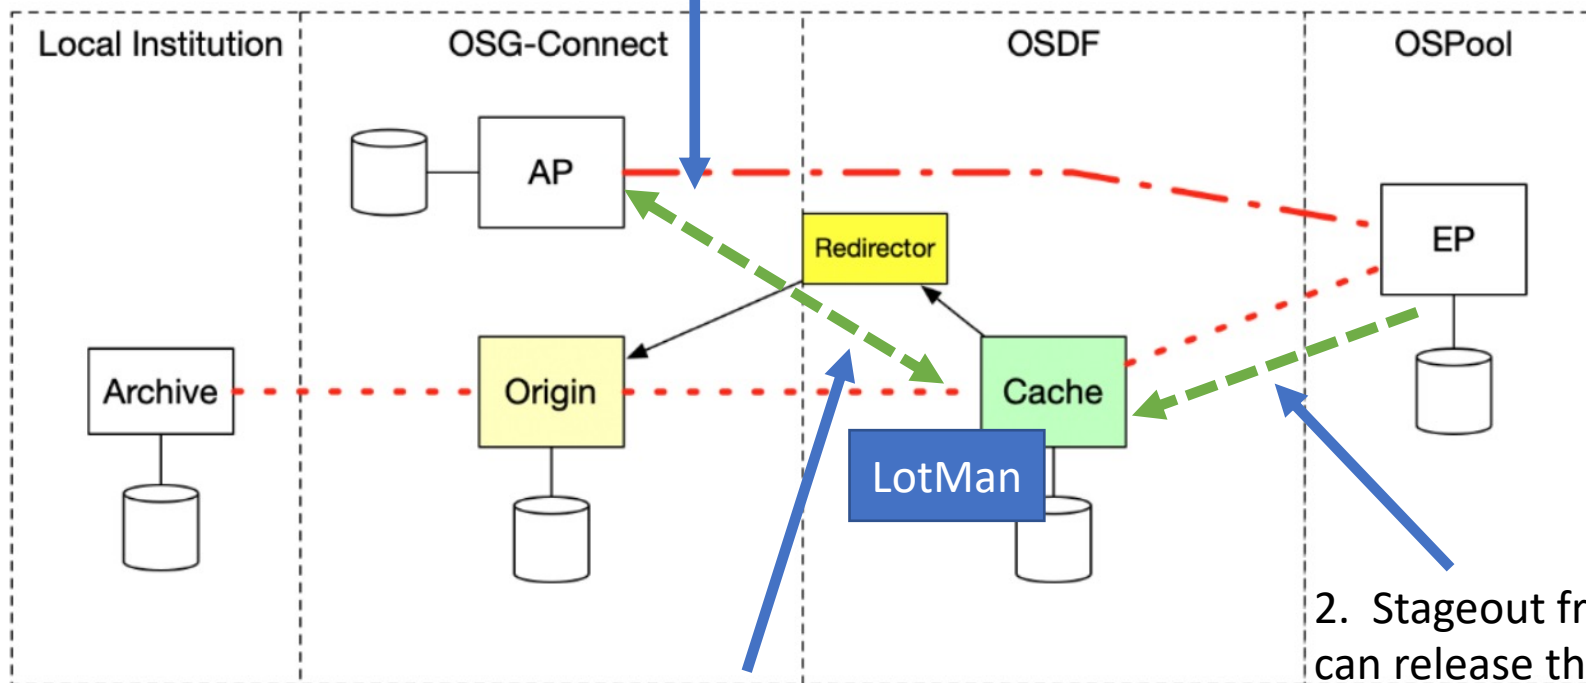 Local Institution
OSG-Connect
OSDF
OSPool
AP
Redirector
EP
Archive
Origin
Cache
LotMan
2. Stageout fr
can release th